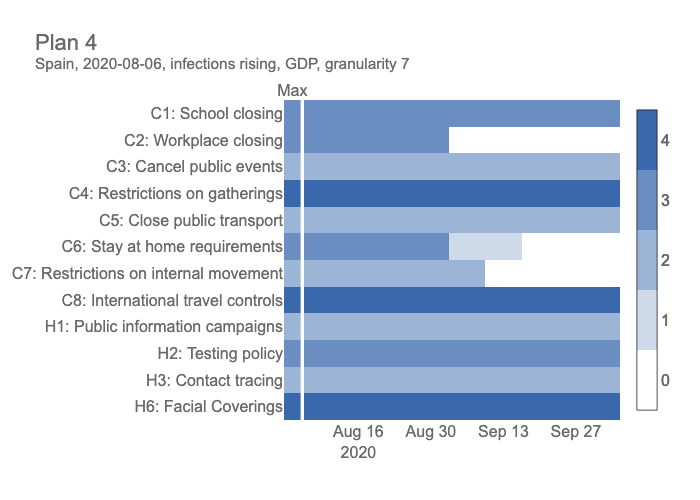 Plan 4
Spain, 2020-08-06, infections rising, GDP, granularity 7
Max
C1: School closing
C2: Workplace closing
C3: Cancel public events
C4: Restrictions on gatherings
C5: Close public transport
C6: Stay at home requirements
C7: Restrictions on internal movement
C8: International travel controls
H1: Public information campaigns
H2: Testing policy
H3: Contact tracing
H6: Facial Coverings
Aug 16 Aug 30 Sep 13 Sep 27
2020
4
3
2
1
0